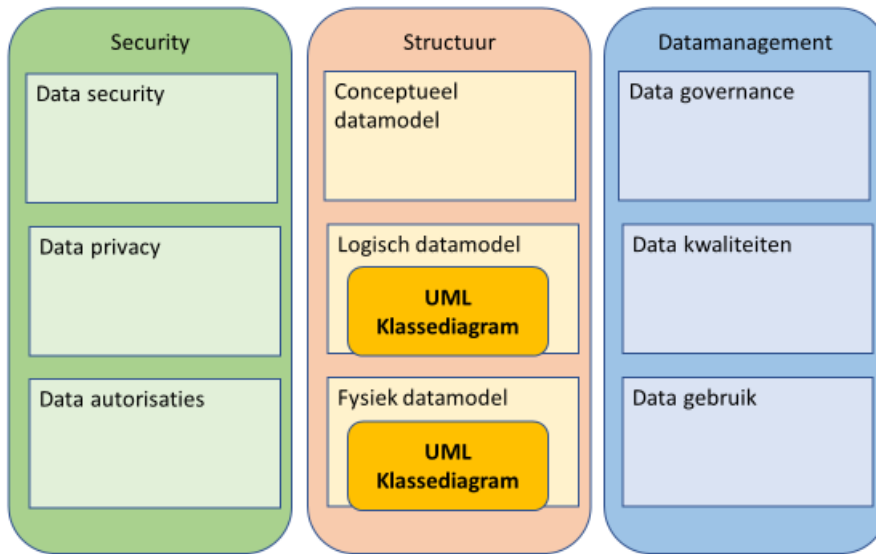 Security
Data security
Data privacy
Data autorisaties
Structuur
Conceptueel
datamodel
Logisch datamodel
UML
Klassediagram
Fysiek datamodel
UML
Klassediagram
Datamanagement
Data governance
Data kwaliteiten
Data gebruik